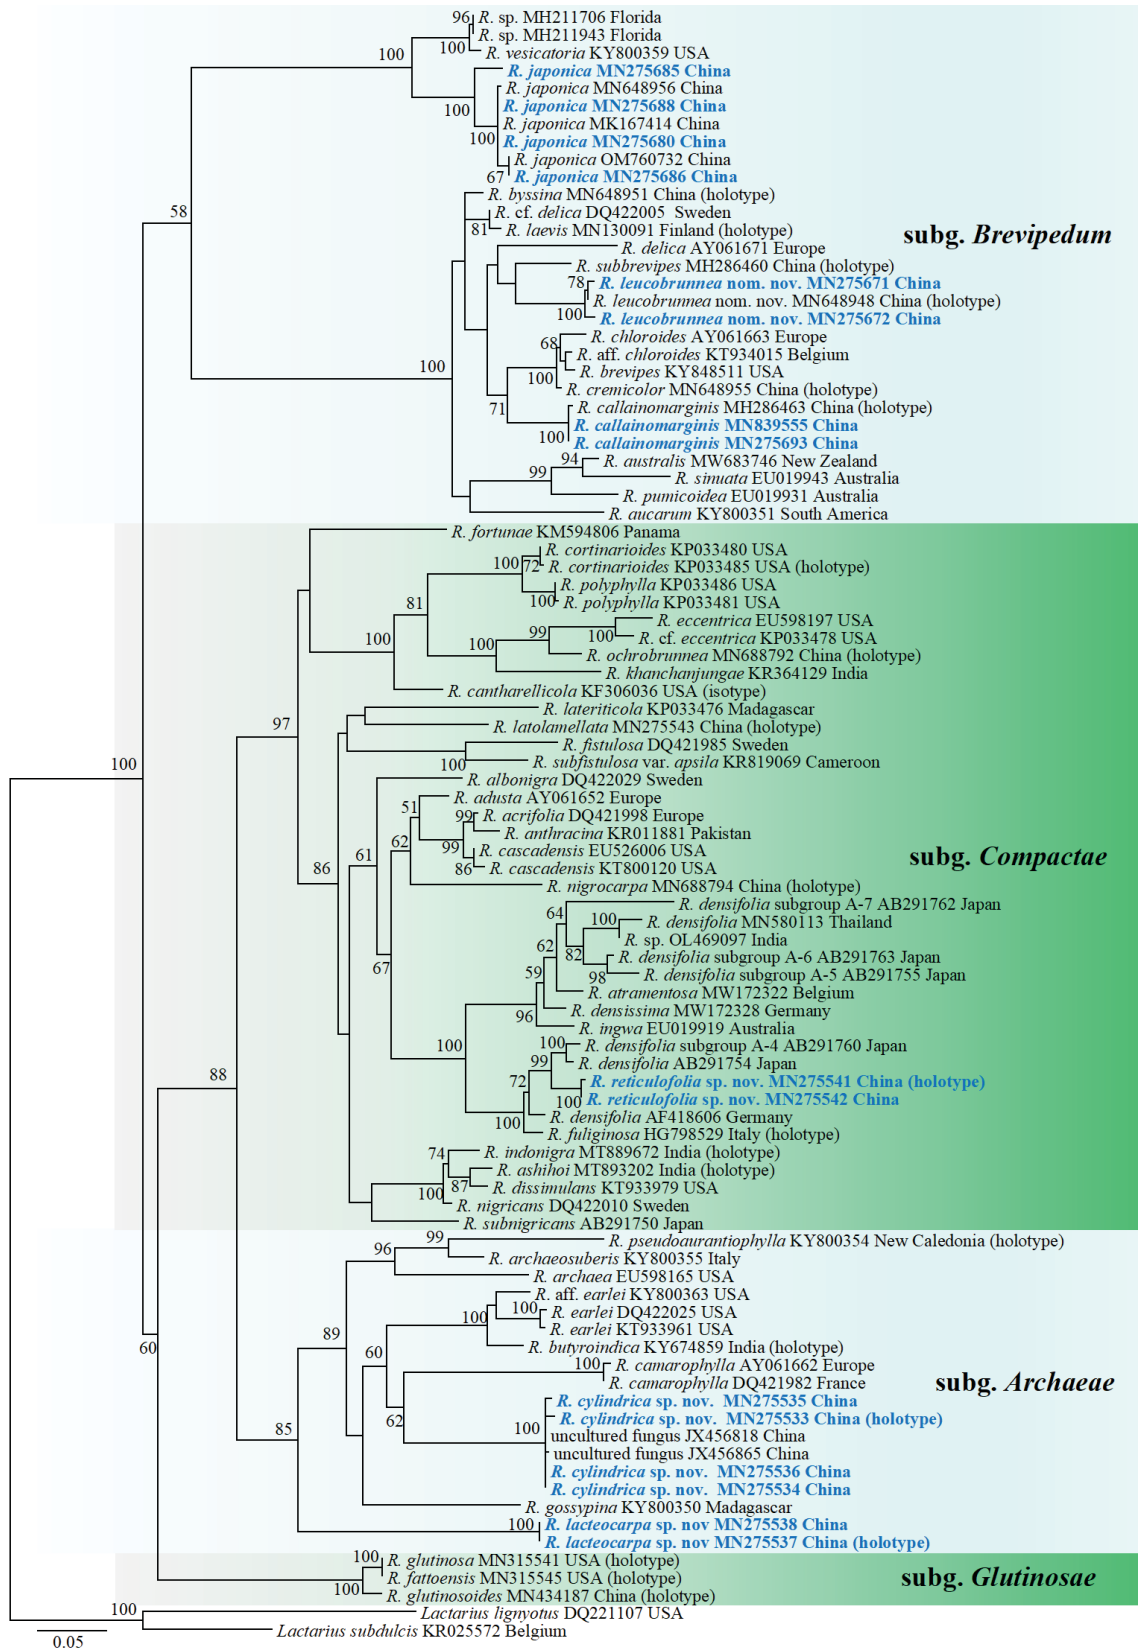 96 R. sp. MH211706 Florida
R. sp. MH211943 Florida
100 100 R. vesicatoria KY800359 USA
R. japonica MN275685 China
R. japonica MN648956 China
100 R. japonica MN275688 China
R. japonica MK167414 China
100 R. japonica MN275680 China
R. japonica OM760732 China
67 R. japonica MN275686 China
R. byssina MN648951 China (holotype)
58 R. cf. delica DQ422005 Sweden
81 R. laevis MN130091 Finland (holotype)
subg. Brevipedum
R. delica AY061671 Europe
R. subbrevipes MH286460 China (holotype)
78 R. leucobrunnea nom. nov. MN275671 China
R. leucobrunnea nom. nov. MN648948 China (holotype)
100 R. leucobrunnea nom. nov. MN275672 China
R. chloroides AY061663 Europe
68 R. aff. chloroides KT934015 Belgium
100 R. brevipes KY848511 USA
100 R. cremicolor MN648955 China (holotype)
71 R. callainomarginis MH286463 China (holotype)
R. callainomarginis MN839555 China
100 R. callainomarginis MN275693 China
94 R. australis MW683746 New Zealand
99 R. sinuata EU019943 Australia
R. pumicoidea EU019931 Australia
R. aucarum KY800351 South America
R. fortunae KM594806 Panama
R. cortinarioides KP033480 USA
100 72 R. cortinarioides KP033485 USA (holotype)
R. polyphylla KP033486 USA
81 100 R. polyphylla KP033481 USA
R. eccentrica EU598197 USA
100 100 99 100 R. cf. eccentrica KP033478 USA
R. ochrobrunnea MN688792 China (holotype)
R. khanchanjungae KR364129 India
R. cantharellicola KF306036 USA (isotype)
R. lateriticola KP033476 Madagascar
97 R. latolamellata MN275543 China (holotype)
R. fistulosa DQ421985 Sweden
100 100 R. subfistulosa var. apsila KR819069 Cameroon
R. albonigra DQ422029 Sweden
R. adusta AY061652 Europe
51 99 R. acrifolia DQ421998 Europe
R. anthracina KR011881 Pakistan
61 62 99 R. cascadensis EU526006 USA
subg. Compactae
86 86 R. cascadensis KT800120 USA
R. nigrocarpa MN688794 China (holotype)
R. densifolia subgroup A-7 AB291762 Japan
64 100 R. densifolia MN580113 Thailand
R. sp. OL469097 India
62 82 R. densifolia subgroup A-6 AB291763 Japan
67 59 98 R. densifolia subgroup A-5 AB291755 Japan
R. atramentosa MW172322 Belgium
R. densissima MW172328 Germany
96 R. ingwa EU019919 Australia
100 100 R. densifolia subgroup A-4 AB291760 Japan
99 R. densifolia AB291754 Japan
88 72 R. reticulofolia sp. nov. MN275541 China (holotype)
100 R. reticulofolia sp. nov. MN275542 China
100 R. densifolia AF418606 Germany
R. fuliginosa HG798529 Italy (holotype)
74 R. indonigra MT889672 India (holotype)
R. ashihoi MT893202 India (holotype)
87 R. dissimulans KT933979 USA
100 R. nigricans DQ422010 Sweden
R. subnigricans AB291750 Japan
99 R. pseudoaurantiophylla KY800354 New Caledonia (holotype)
96 R. archaeosuberis KY800355 Italy
R. archaea EU598165 USA
R. aff. earlei KY800363 USA
100 100 R. earlei DQ422025 USA
R. earlei KT933961 USA
60 89 R. butyroindica KY674859 India (holotype)
60 100 R. camarophylla AY061662 Europe
R. camarophylla DQ421982 France
subg. Archaeae
R. cylindrica sp. nov. MN275535 China
62 R. cylindrica sp. nov. MN275533 China (holotype)
85 100 uncultured fungus JX456818 China
uncultured fungus JX456865 China
R. cylindrica sp. nov. MN275536 China
R. cylindrica sp. nov. MN275534 China
R. gossypina KY800350 Madagascar
100 R. lacteocarpa sp. nov MN275538 China
R. lacteocarpa sp. nov MN275537 China (holotype)
100 R. glutinosa MN315541 USA (holotype)
R. fattoensis MN315545 USA (holotype)
subg. Glutinosae
100 R. glutinosoides MN434187 China (holotype)
100 Lactarius lignyotus DQ221107 USA
Lactarius subdulcis KR025572 Belgium
0.05